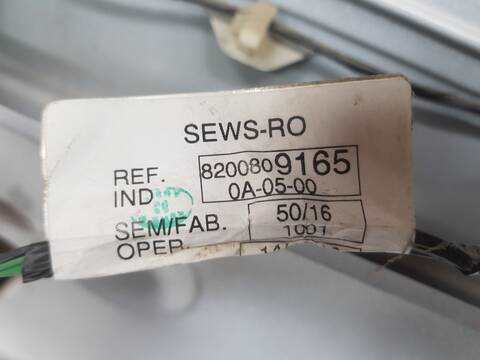 SEWS-RO
REF. 8200809165
IND 0A-05-00
SEM/FAB. 50/16
1001
OPER